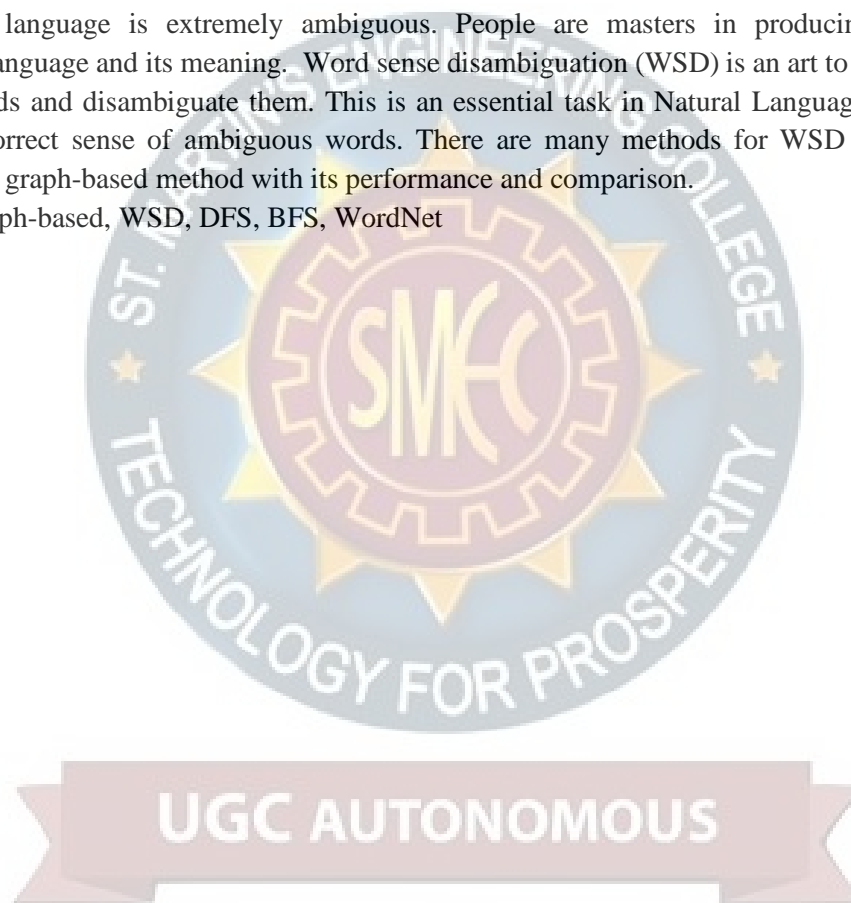 language is extremely ambiguous. People are masters in producin
anguage and its meaning. Word sense disambiguation (WSD) is an art to
ds and disambiguate them. This is an essential task in Natural Languag
orrect sense of ambiguous words. There are many methods for WSD
graph-based method with its performance and comparison.
ph-based, WSD, DFS, BFS, WordNet
ST. MARTIN'S ENGINEERING COLLEGE
SMEC
TECHNOLOGY FOR PROSPERITY
UGC AUTONOMOUS